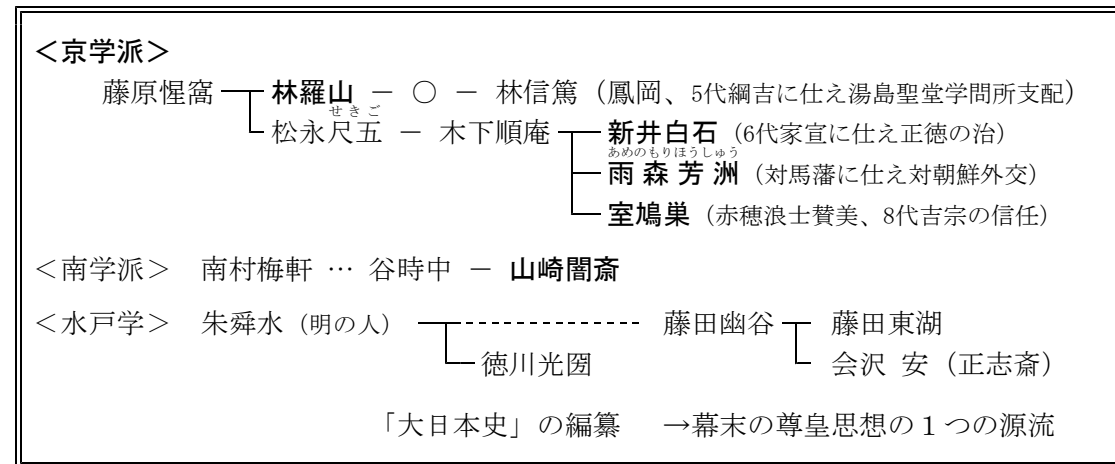 ＜京学派＞
藤原惺窩 林羅山 － ○ － 林信篤（鳳岡、5代綱吉に仕え湯島聖堂学問所支配）
せきご
松永尺五 － 木下順庵 新井白石（6代家宣に仕え正徳の治）
あめのもりほうしゅう
雨森芳洲（対馬藩に仕え対朝鮮外交）
室鳩巣（赤穂浪士賛美、8代吉宗の信任）
＜南学派＞ 南村梅軒 … 谷時中 － 山崎闇斎
＜水戸学＞ 朱舜水（明の人） 藤田幽谷 藤田東湖
徳川光圀 会沢 安（正志斎）
「大日本史」の編纂 →幕末の尊皇思想の１つの源流